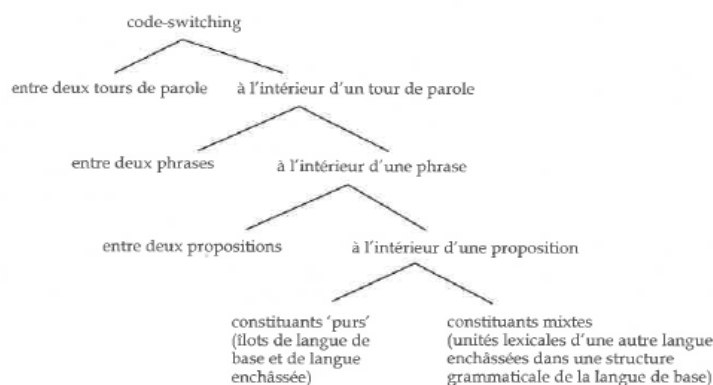 code-switching
entre deux tours de parole
à l'intérieur d'un tour de parole
entre deux phrases
à l'intérieur d'une phrase
entre deux propositions
à l'intérieur d'une proposition
constituants 'purs'
(îlots de langue de
base et de langue
enchâssée)
constituants mixtes
(unités lexicales d'une autre langue
enchâssées dans une structure
grammaticale de la langue de base)